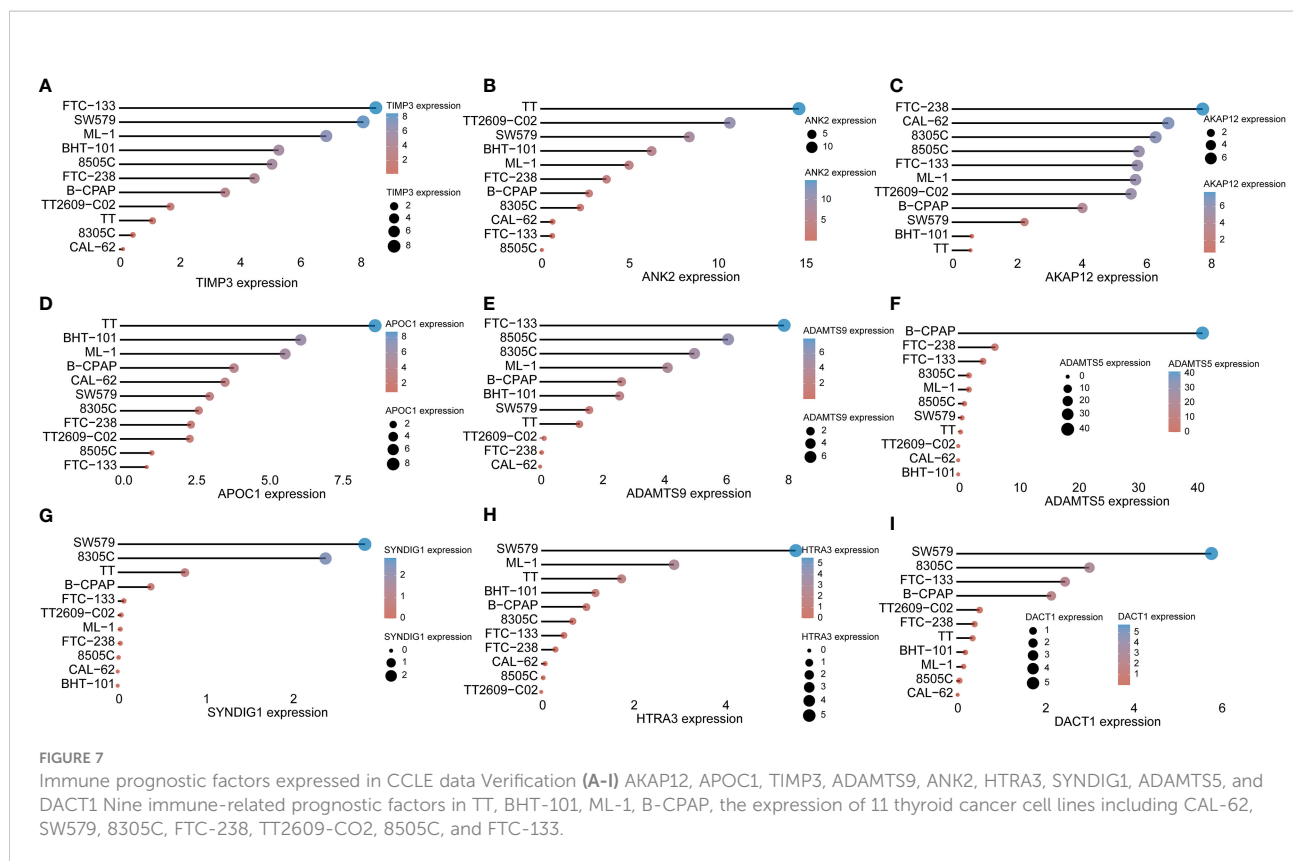 A
FTC-133
SW579
ML-1
BHT-101
8505C
FTC-238
B-CPAP
TT2609-C02
TT
8305C
CAL-62
0 2 4 6 8
TIMP3 expression
TIMP3 expression
8
6
4
2
TIMP3 expression
2
4
6
8
B
TT
TT2609-C02
SW579
BHT-101
ML-1
FTC-238
B-CPAP
8305C
CAL-62
FTC-133
8505C
0 5 10 15
ANK2 expression
ANK2 expression
5
10
ANK2 expression
10
5
C
FTC-238
CAL-62
8305C
8505C
FTC-133
ML-1
TT2609-C02
B-CPAP
SW579
BHT-101
TT
0 2 4 6 8
AKAP12 expression
AKAP12 expression
2
4
6
AKAP12 expression
6
4
2
D
TT
BHT-101
ML-1
B-CPAP
CAL-62
SW579
8305C
FTC-238
TT2609-C02
8505C
FTC-133
0.0 2.5 5.0 7.5
APOC1 expression
APOC1 expression
8
6
4
2
APOC1 expression
2
4
6
8
E
FTC-133
8505C
8305C
ML-1
B-CPAP
BHT-101
SW579
TT
TT2609-C02
FTC-238
CAL-62
0 2 4 6 8
ADAMTS9 expression
ADAMTS9 expression
6
4
2
ADAMTS9 expression
2
4
6
F
B-CPAP
FTC-238
FTC-133
8305C
ML-1
8505C
SW579
TT
TT2609-C02
CAL-62
BHT-101
0 10 20 30 40
ADAMTS5 expression
ADAMTS5 expression
0
10
20
30
40
ADAMTS5 expression
40
30
20
10
0
G
SW579
8305C
TT
B-CPAP
FTC-133
TT2609-C02
ML-1
FTC-238
8505C
CAL-62
BHT-101
0 1 2
SYNDIG1 expression
SYNDIG1 expression
2
1
0
SYNDIG1 expression
0
1
2
H
SW579
ML-1
TT
BHT-101
B-CPAP
8305C
FTC-133
FTC-238
CAL-62
8505C
TT2609-C02
0 2 4
HTRA3 expression
HTRA3 expression
5
4
3
2
1
0
HTRA3 expression
0
1
2
3
4
5
I
SW579
8305C
FTC-133
B-CPAP
TT2609-C02
FTC-238
TT
BHT-101
ML-1
8505C
CAL-62
0 2 4 6
DACT1 expression
DACT1 expression
1
2
3
4
5
DACT1 expression
5
4
3
2
1
FIGURE 7
Immune prognostic factors expressed in CCLE data Verification (A-I) AKAP12, APOC1, TIMP3, ADAMTS9, ANK2, HTRA3, SYNDIG1, ADAMTS5, and
DACT1 Nine immune-related prognostic factors in TT, BHT-101, ML-1, B-CPAP, the expression of 11 thyroid cancer cell lines including CAL-62,
SW579, 8305C, FTC-238, TT2609-CO2, 8505C, and FTC-133.